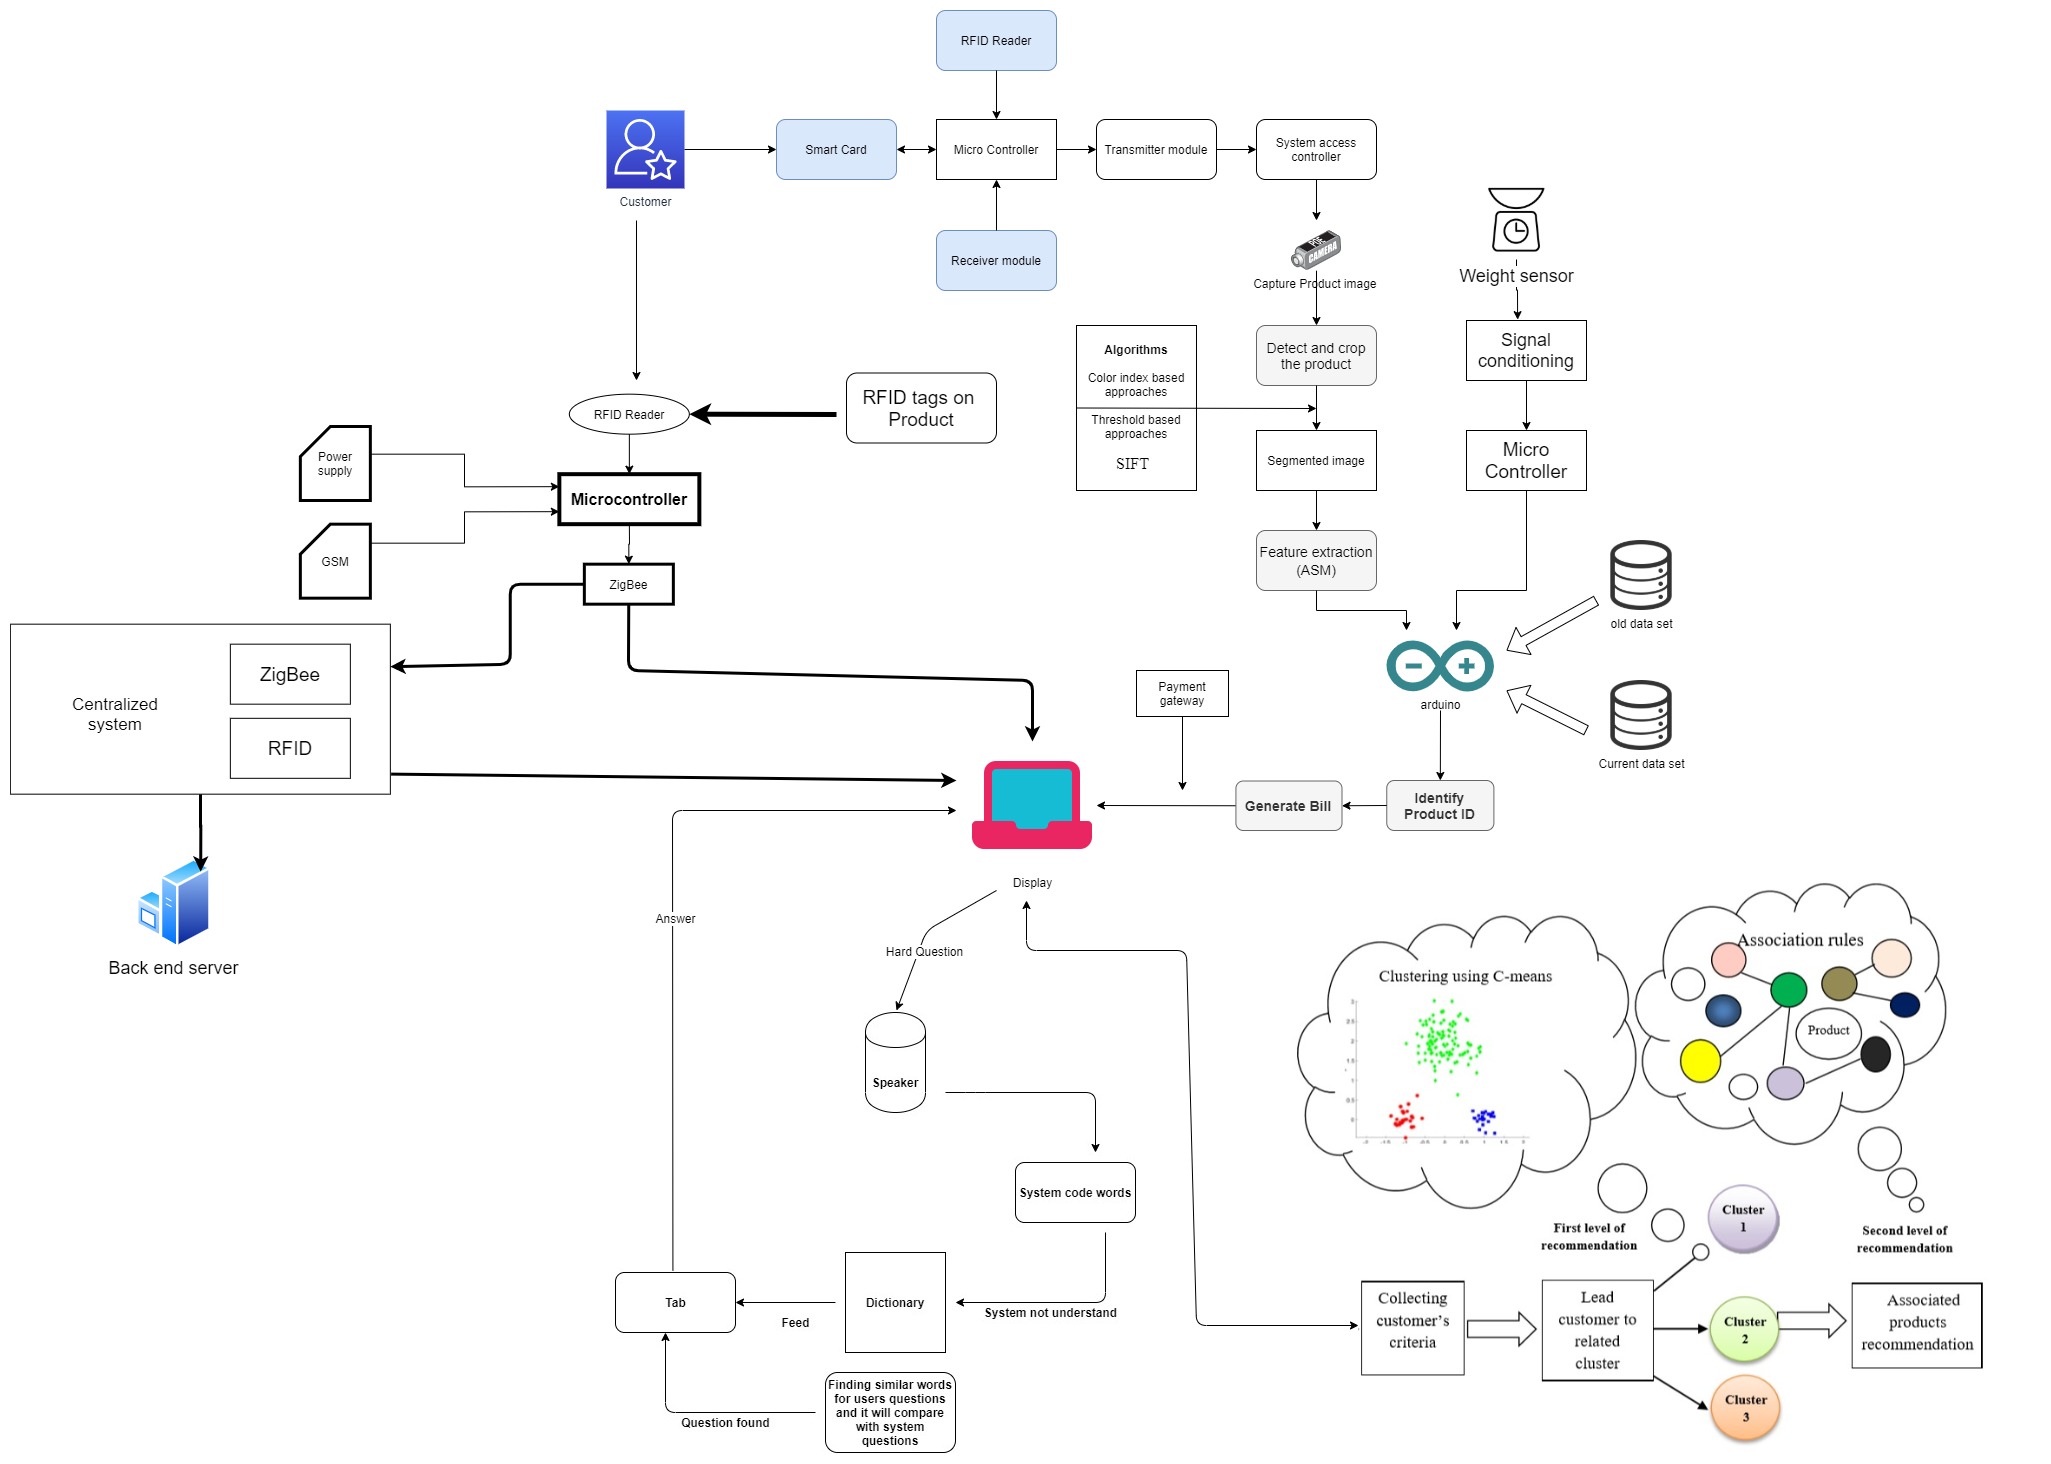 RFID Reader
Smart Card
Micro Controller
Transmitter module
System access
controller
Customer
Receiver module
POE
CAMERA
Capture Product image
Weight sensor
Algorithms
Color index based
approaches
Threshold based
approaches
SIFT
Detect and crop
the product
Signal
conditioning
RFID tags on
Product
RFID Reader
Power
supply
Microcontroller
Segmented image
Micro
Controller
GSM
ZigBee
Feature extraction
(ASM)
old data set
Centralized
system
ZigBee
RFID
Payment
gateway
arduino
Current data set
Generate Bill
Identify
Product ID
Display
Back end server
Answer
Hard Question
Speaker
System code words
System not understand
Dictionary
Feed
Tab
Finding similar words
for users questions
and it will compare
with system
questions
Question found
Clustering using C-means
Association rules
Product
First level of
recommendation
Second level of
recommendation
Cluster
1
Collecting
customer's
criteria
Lead
customer to
related
cluster
Cluster
2
Associated
products
recommendation
Cluster
3